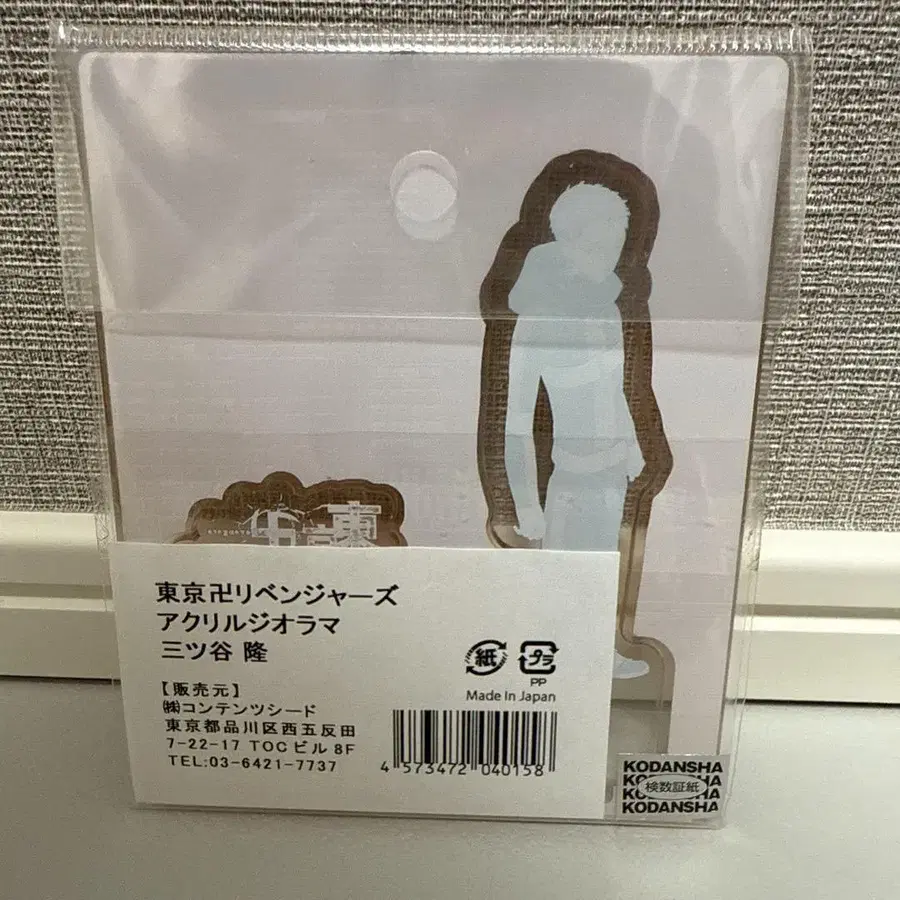 東京卍リベンジャーズ
アクリルジオラマ
三ツ谷 隆
【販売元】
㈱コンテンツシード
東京都品川区西五反田
7-22-17 TOCビル 8F
TEL:03-6421-7737
紙
プラ
PP
Made In Japan
4 573472 040158
KODANSHA
検数証紙
KODANSHA